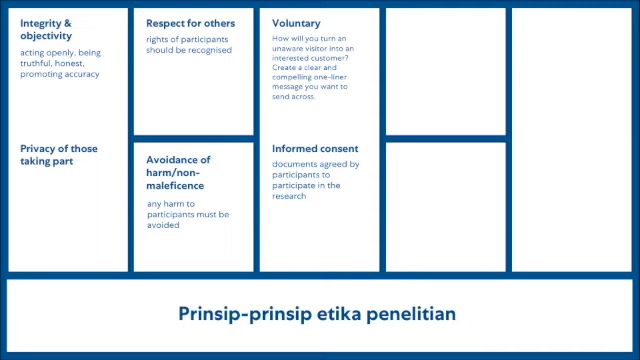 Integrity &
objectivity
acting openly, being
truthful, honest,
promoting accuracy
Privacy of those
taking part
Respect for others
rights of participants
should be recognised
Avoidance of
harm/non-
maleficence
any harm to
participants must be
avoided
Voluntary
How will you turn an
unaware visitor into an
interested customer?
Create a clear and
compelling one-liner
message you want to
send across.
Informed consent
documents agreed by
participants to
participate in the
research
Prinsip-prinsip etika penelitian